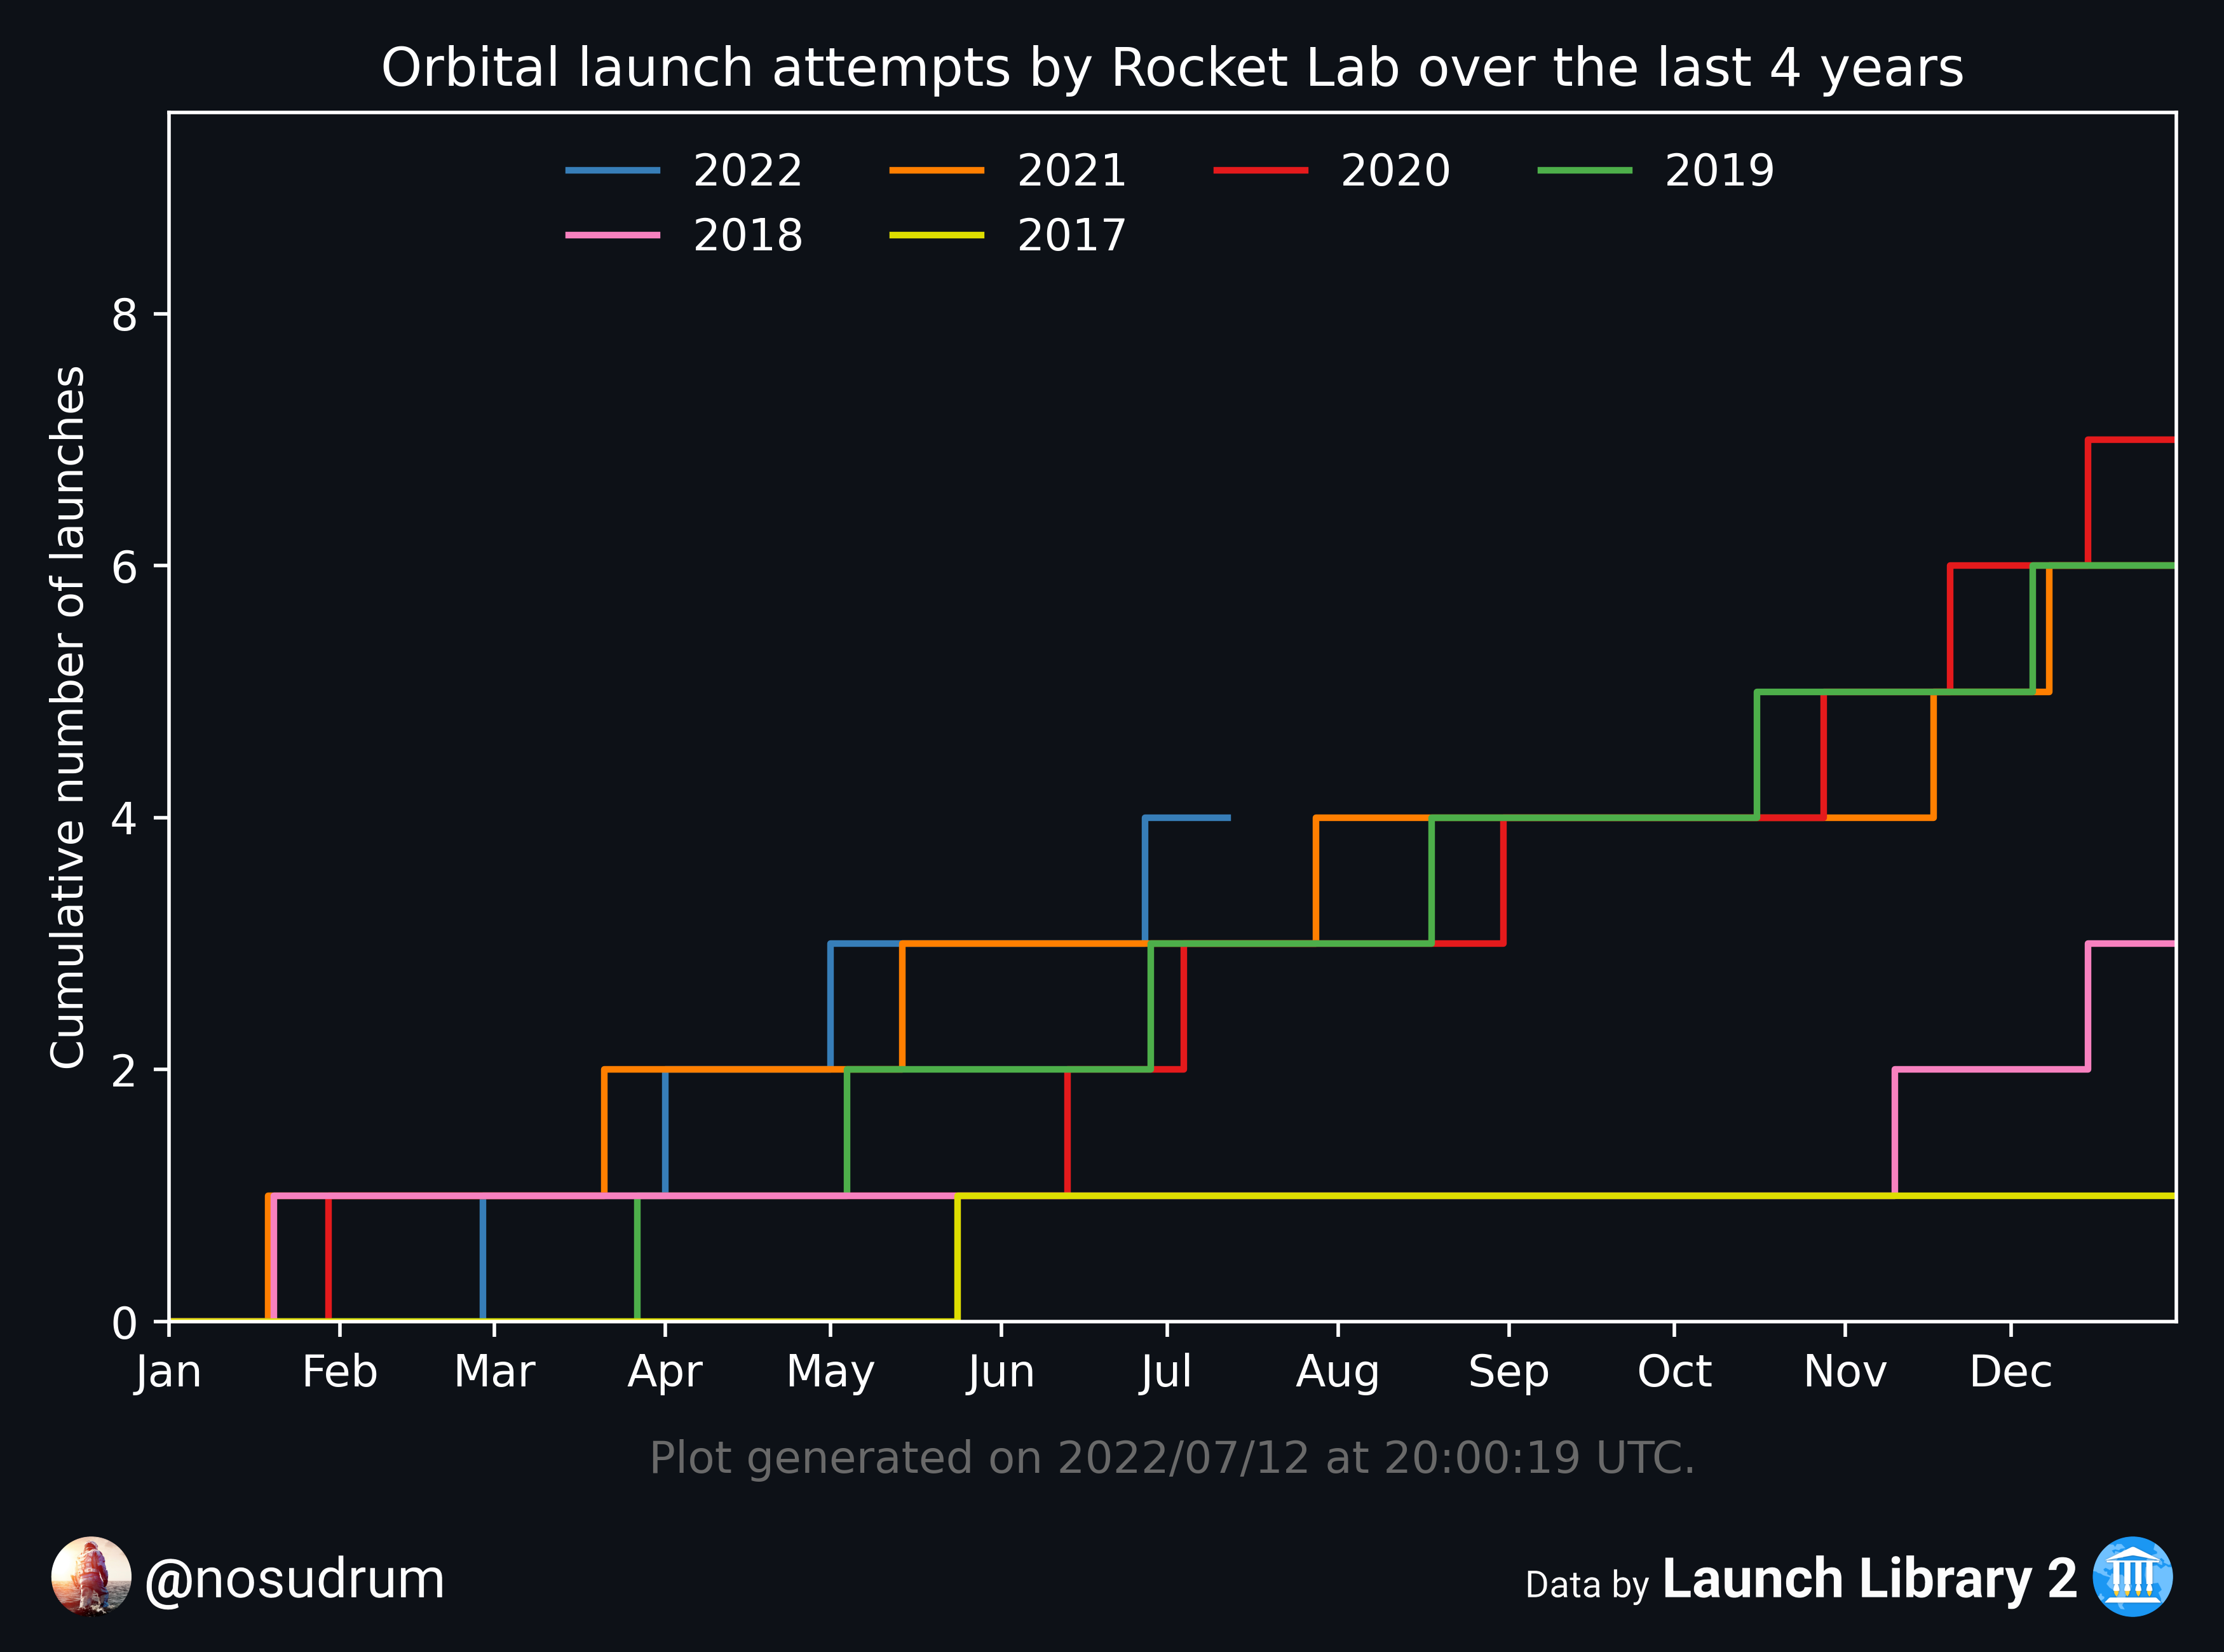 Orbital launch attempts by Rocket Lab over the last 4 years
2022 2021 2020 2019
2018 2017
Cumulative number of launches
8
6
4
2
0
Jan Feb Mar Apr May Jun Jul Aug Sep Oct Nov Dec
Plot generated on 2022/07/12 at 20:00:19 UTC.
@nosudrum
Data by Launch Library 2